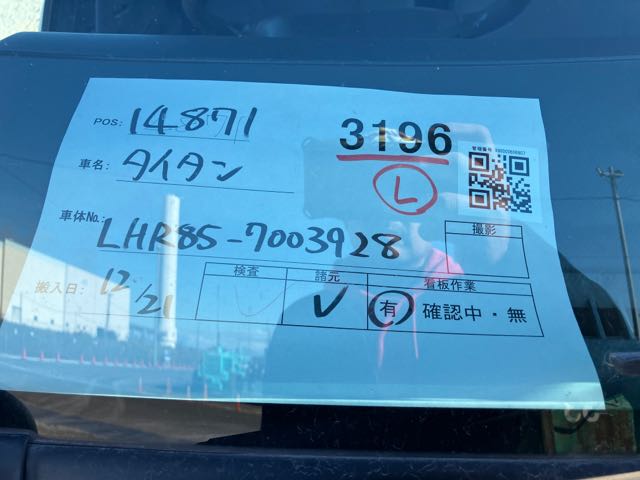 POS: 14871
3196
L
車名: タイタン
車体No.: LHR85-7003928
撮影
搬入日: 12/21
検査 諸元 看板作業
有 確認中・無